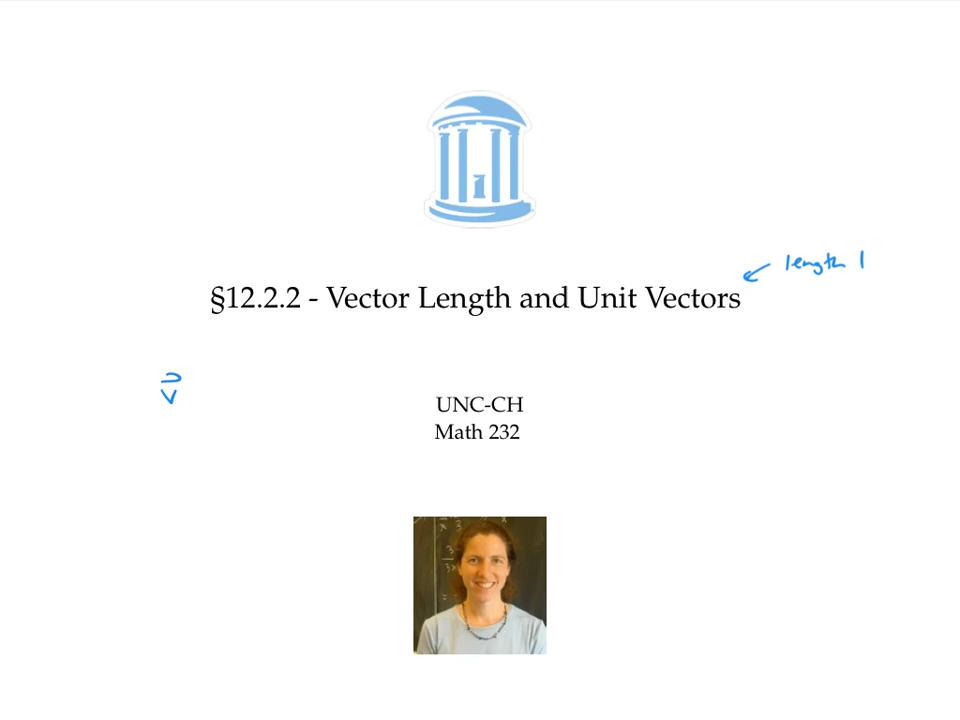 length 1
§12.2.2 - Vector Length and Unit Vectors
v⃗
UNC-CH
Math 232